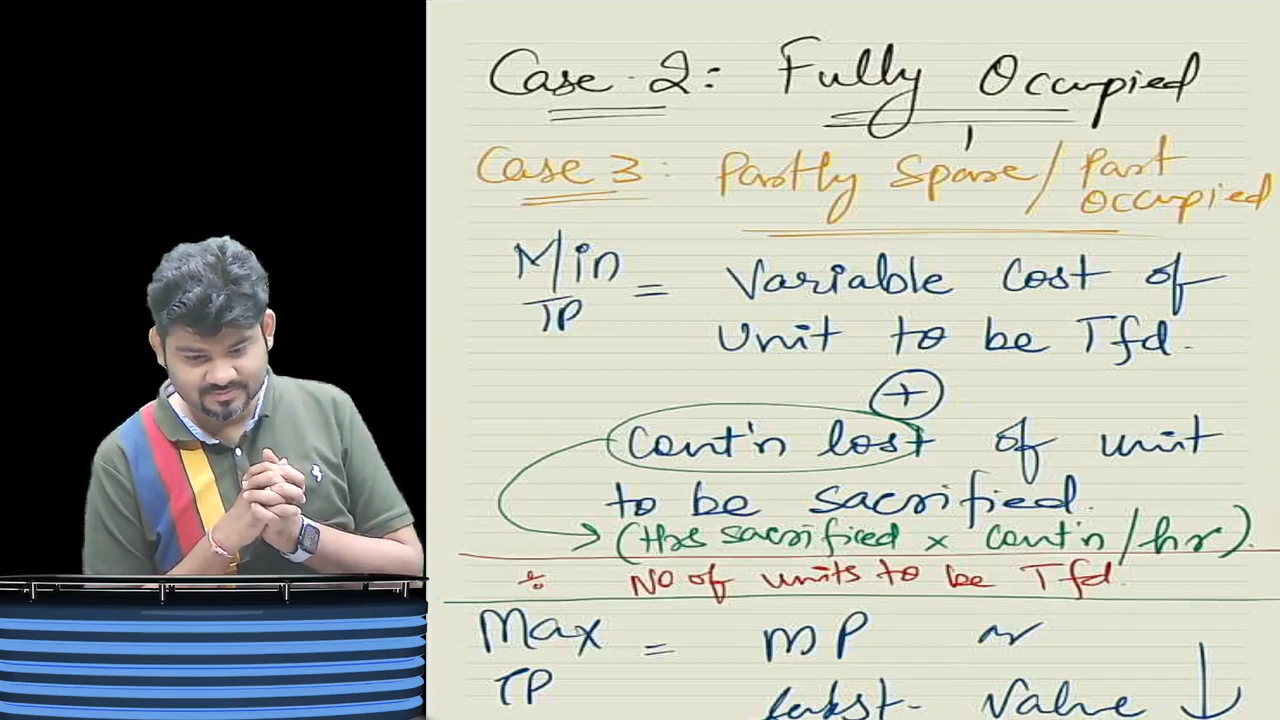 Case 2: Fully Occupied
Case 3: Partly Spare / Part Occupied
Min TP = Variable Cost of
Unit to be Tfd.
+
Cont'n lost of unit
to be sacrified.
(Hrs sacrificed × cont'n/hr).
÷ No of units to be Tfd.
Max TP = MP or
subst. Value ↓